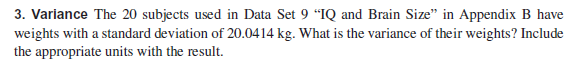 3. Variance The 20 subjects used in Data Set 9 “IQ and Brain Size” in Appendix B have
weights with a standard deviation of 20.0414 kg. What is the variance of their weights? Include
the appropriate units with the result.